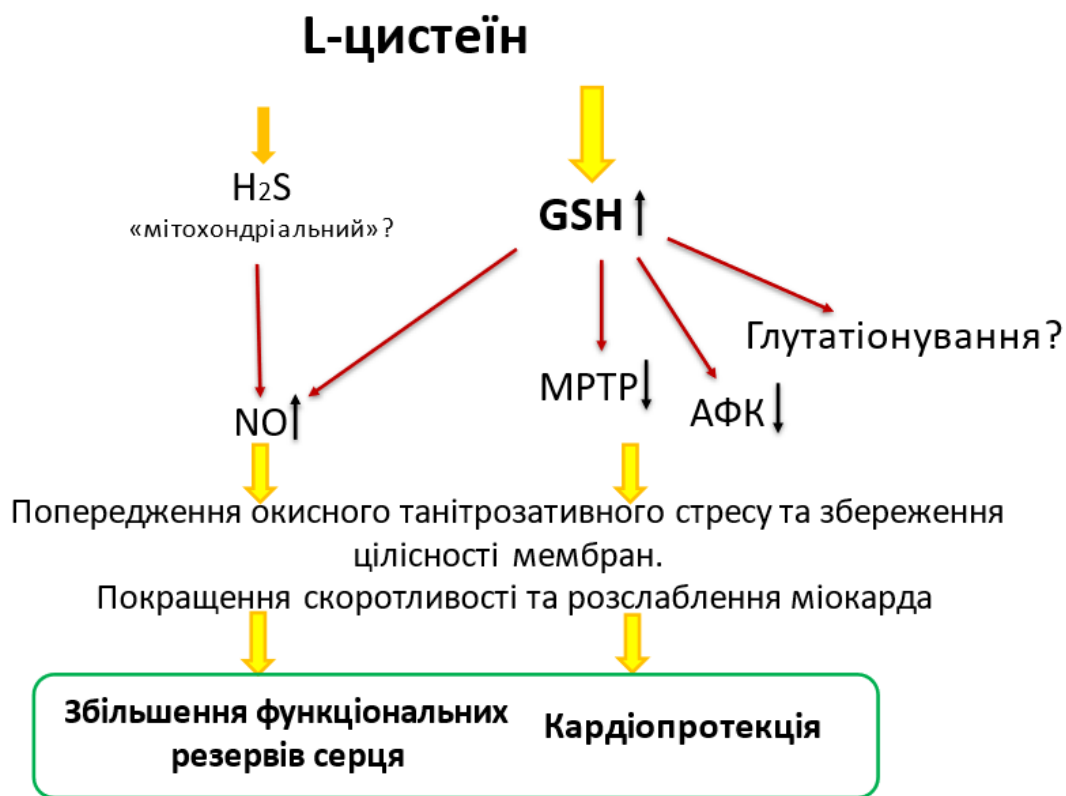 L-цистеїн
H2S
«мітохондріальний»?
GSH
Глутатіонування?
МРТР
АФК
NO
Попередження окисного танітрозативного стресу та збереження
цілісності мембран.
Покращення скоротливості та розслаблення міокарда
Збільшення функціональних
резервів серця
Кардіопротекція